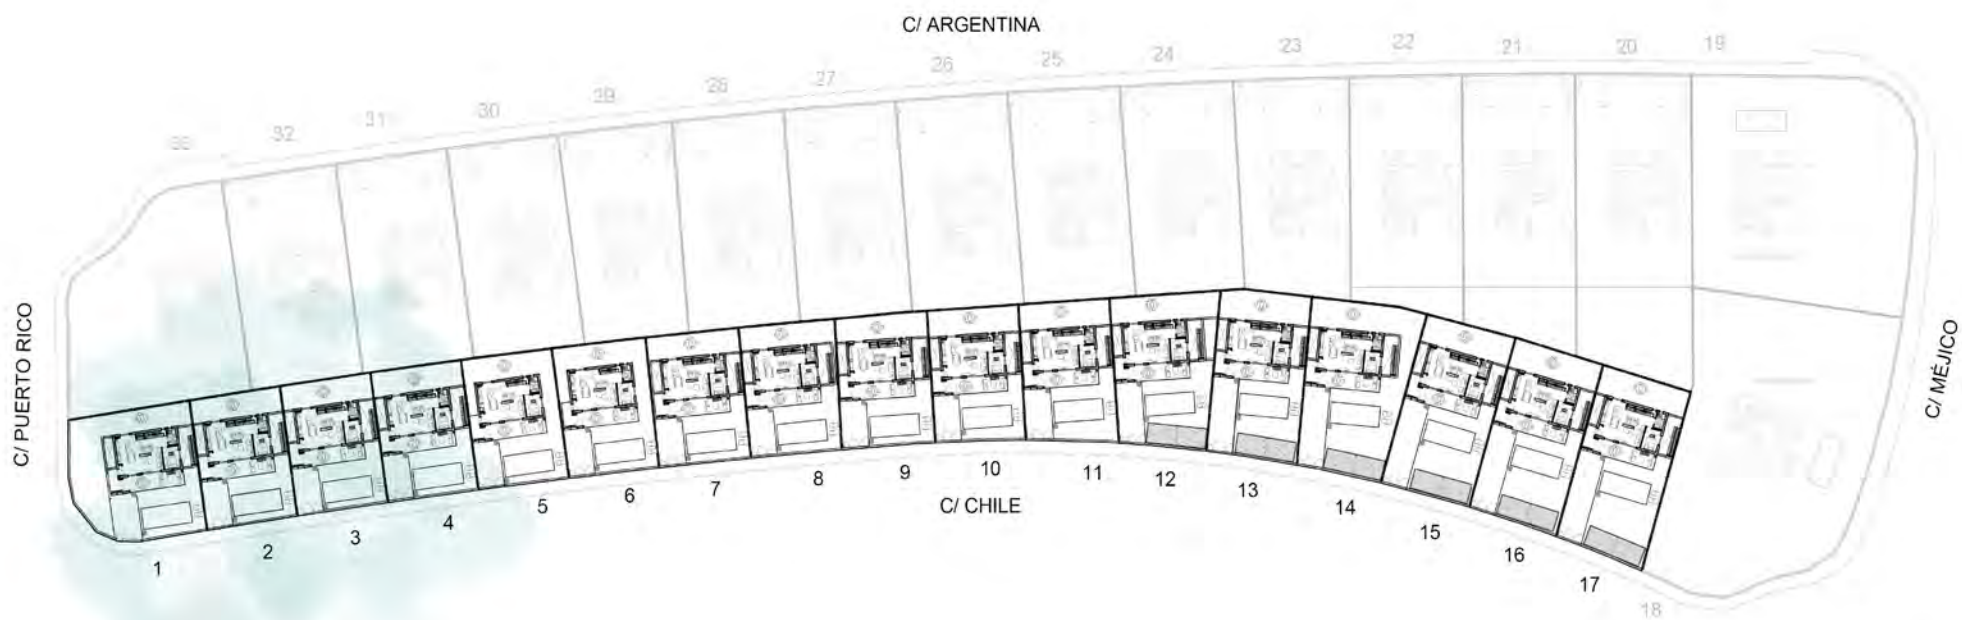 C/ ARGENTINA
33 32 31 30 39 28 27 26 25 24 23 22 21 20 19
C/ PUERTO RICO
C/ MÉJICO
C/ CHILE
1 2 3 4 5 6 7 8 9 10 11 12 13 14 15 16 17 18